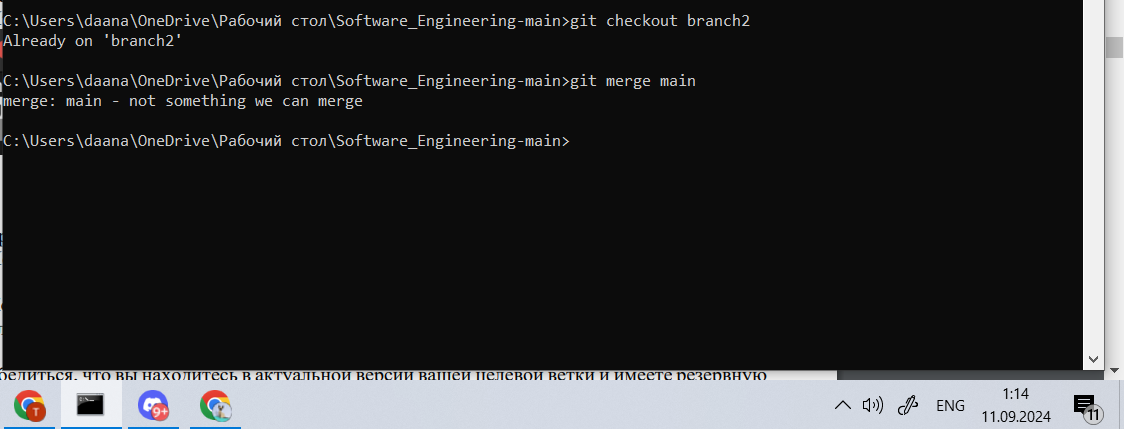 C:\Users\daana\OneDrive\Рабочий стол\Software_Engineering-main>git checkout branch2
Already on 'branch2'
C:\Users\daana\OneDrive\Рабочий стол\Software_Engineering-main>git merge main
merge: main - not something we can merge
C:\Users\daana\OneDrive\Рабочий стол\Software_Engineering-main>
что вы находитесь в актуальной версии вашей целевой ветки и имеете резервную
T
9+
ENG
1:14
11.09.2024
11